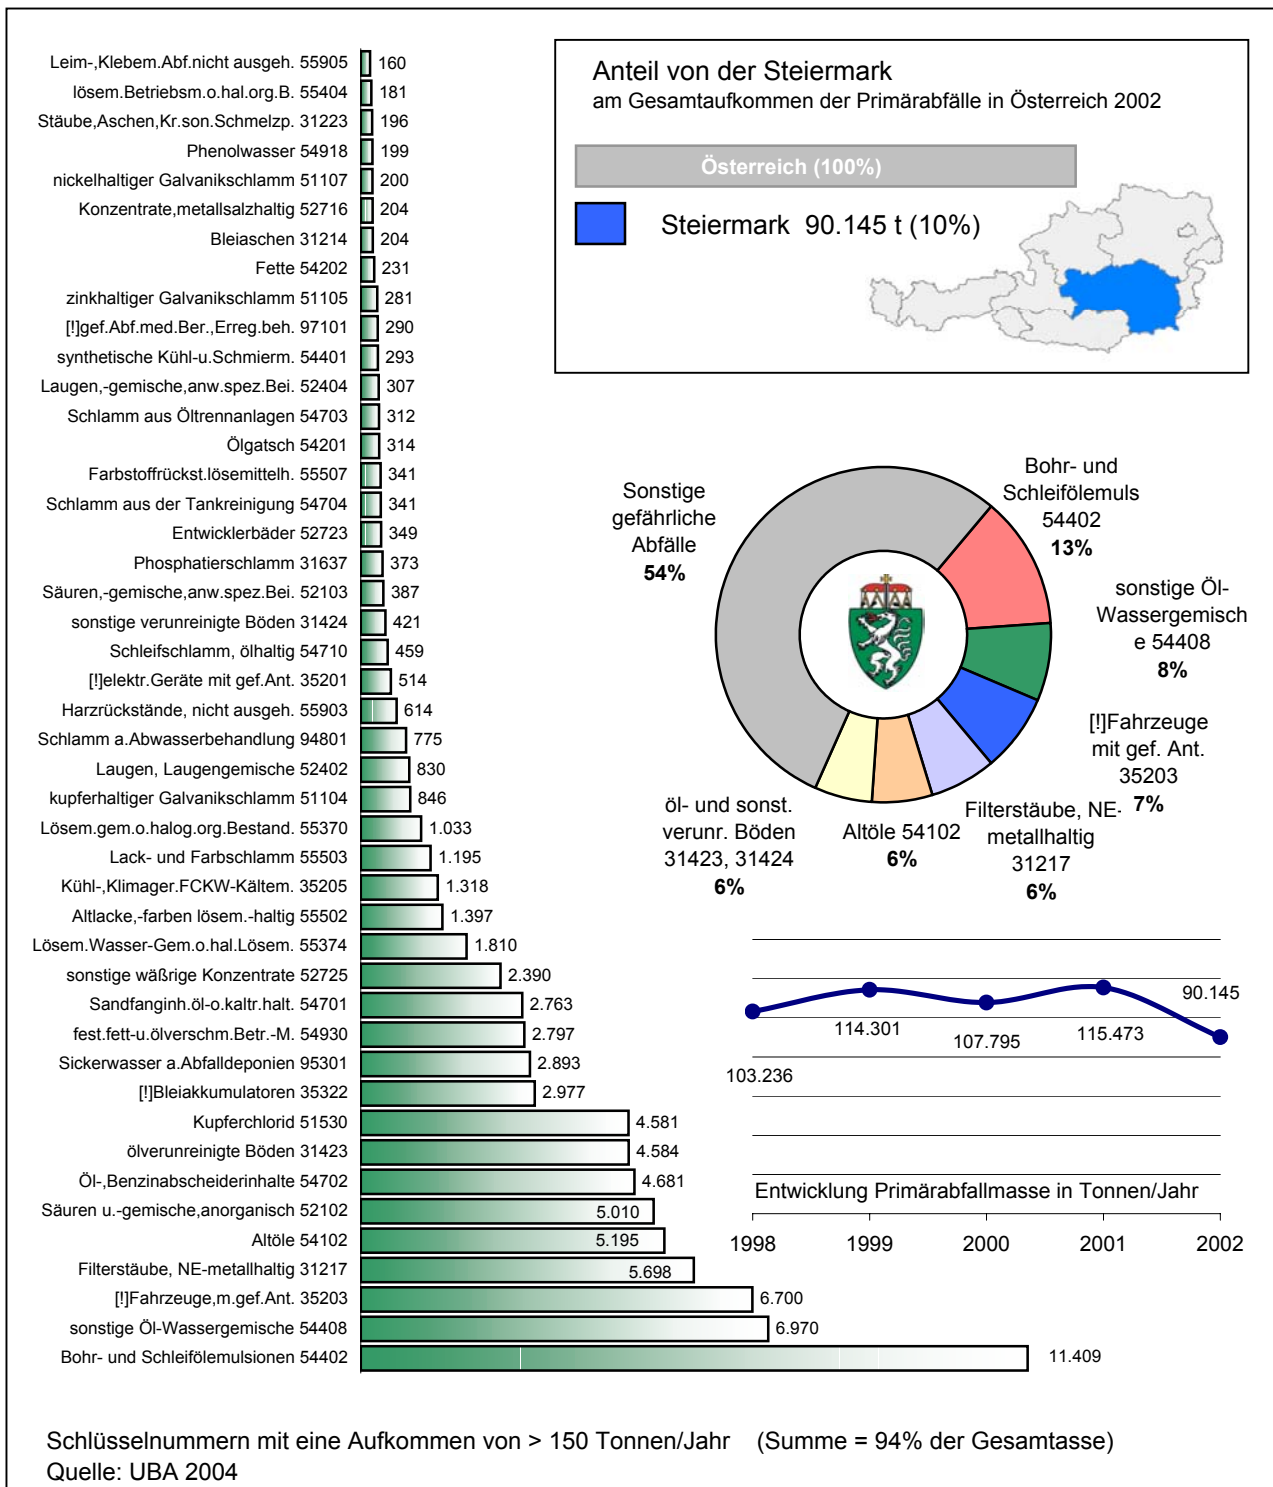 Leim-,Klebem.Abf.nicht ausgeh. 55905 160
lösem.Betriebsm.o.hal.org.B. 55404 181
Stäube,Aschen,Kr.son.Schmelzp. 31223 196
Phenolwasser 54918 199
nickelhaltiger Galvanikschlamm 51107 200
Konzentrate,metallsalzhaltig 52716 204
Bleiaschen 31214 204
Fette 54202 231
zinkhaltiger Galvanikschlamm 51105 281
[!]gef.Abf.med.Ber.,Erreg.beh. 97101 290
synthetische Kühl-u.Schmierm. 54401 293
Laugen,-gemische,anw.spez.Bei. 52404 307
Schlamm aus Öltrennanlagen 54703 312
Ölgatsch 54201 314
Farbstoffrückst.lösemittelh. 55507 341
Schlamm aus der Tankreinigung 54704 341
Entwicklerbäder 52723 349
Phosphatierschlamm 31637 373
Säuren,-gemische,anw.spez.Bei. 52103 387
sonstige verunreinigte Böden 31424 421
Schleifschlamm, ölhaltig 54710 459
[!]elektr.Geräte mit gef.Ant. 35201 514
Harzrückstände, nicht ausgeh. 55903 614
Schlamm a.Abwasserbehandlung 94801 775
Laugen, Laugengemische 52402 830
kupferhaltiger Galvanikschlamm 51104 846
Lösem.gem.o.halog.org.Bestand. 55370 1.033
Lack- und Farbschlamm 55503 1.195
Kühl-,Klimager.FCKW-Kältem. 35205 1.318
Altlacke,-farben lösem.-haltig 55502 1.397
Lösem.Wasser-Gem.o.hal.Lösem. 55374 1.810
sonstige wäßrige Konzentrate 52725 2.390
Sandfanginh.öl-o.kaltr.halt. 54701 2.763
fest.fett-u.ölverschm.Betr.-M. 54930 2.797
Sickerwasser a.Abfalldeponien 95301 2.893
[!]Bleiakkumulatoren 35322 2.977
Kupferchlorid 51530 4.581
ölverunreinigte Böden 31423 4.584
Öl-,Benzinabscheiderinhalte 54702 4.681
Säuren u.-gemische,anorganisch 52102 5.010
Altöle 54102 5.195
Filterstäube, NE-metallhaltig 31217 5.698
[!]Fahrzeuge,m.gef.Ant. 35203 6.700
sonstige Öl-Wassergemische 54408 6.970
Bohr- und Schleifölemulsionen 54402 11.409
Anteil von der Steiermark
am Gesamtaufkommen der Primärabfälle in Österreich 2002
Österreich (100%)
Steiermark 90.145 t (10%)
Sonstige
gefährliche
Abfälle
54%
Bohr- und
Schleifölemuls
54402
13%
sonstige Öl-
Wassergemisch
e 54408
8%
[!]Fahrzeuge
mit gef. Ant.
35203
7%
Filterstäube, NE-
metallhaltig
31217
6%
Altöle 54102
6%
öl- und sonst.
verunr. Böden
31423, 31424
6%
103.236
114.301
107.795
115.473
90.145
Entwicklung Primärabfallmasse in Tonnen/Jahr
1998 1999 2000 2001 2002
Schlüsselnummern mit eine Aufkommen von > 150 Tonnen/Jahr (Summe = 94% der Gesamtasse)
Quelle: UBA 2004